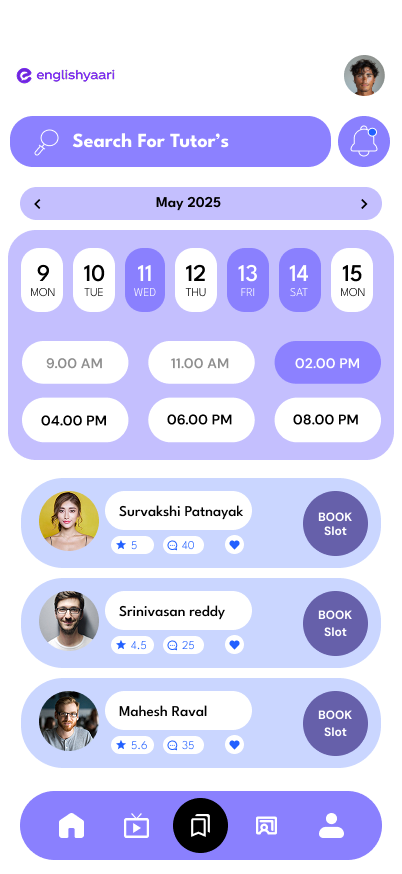 englishyaari
Search For Tutor's
May 2025
9 10 11 12 13 14 15
MON TUE WED THU FRI SAT MON
9.00 AM 11.00 AM 02.00 PM
04.00 PM 06.00 PM 08.00 PM
Survakshi Patnayak
5 40
BOOK
Slot
Srinivasan reddy
4.5 25
BOOK
Slot
Mahesh Raval
5.6 35
BOOK
Slot